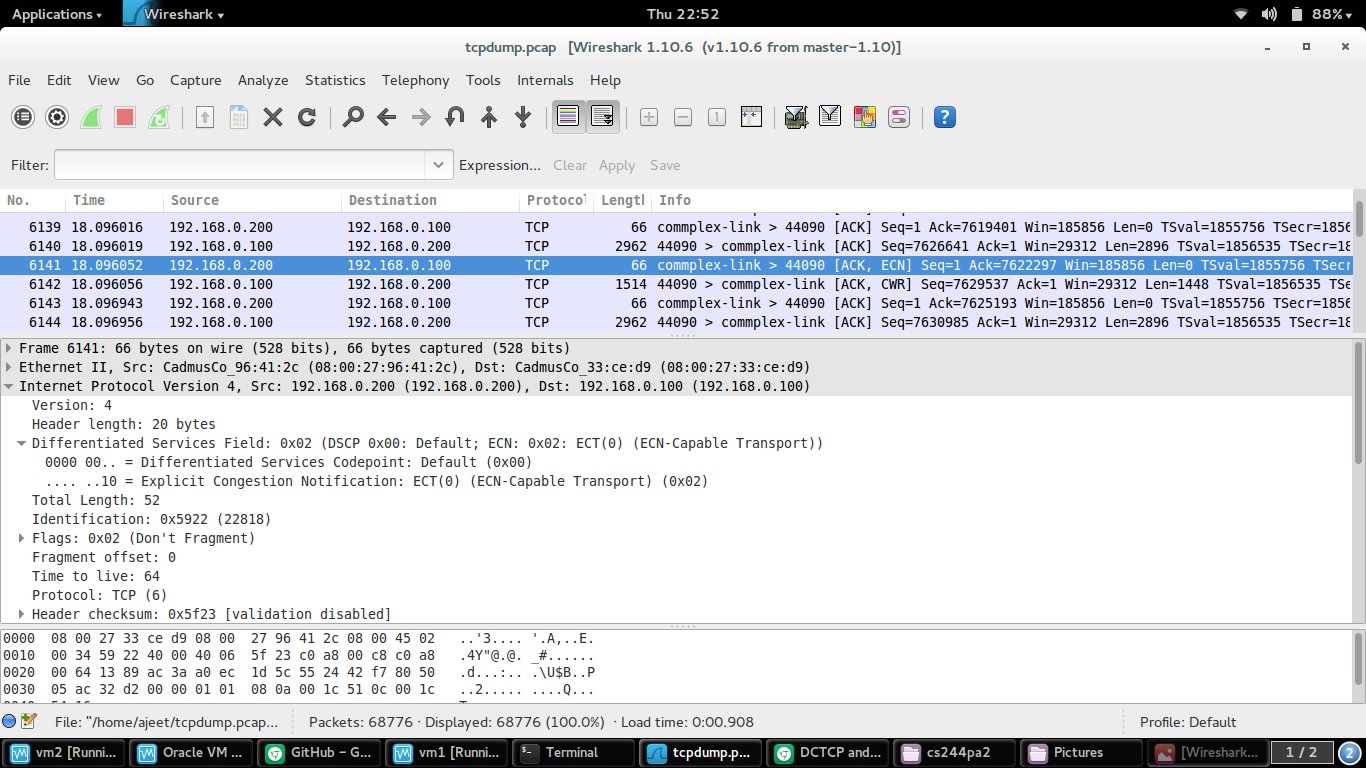 Applications Wireshark Thu 22:52 88%
tcpdump.pcap [Wireshark 1.10.6 (v1.10.6 from master-1.10)]
File Edit View Go Capture Analyze Statistics Telephony Tools Internals Help
Filter: Expression... Clear Apply Save
No. Time Source Destination Protocol Length Info
6139 18.096016 192.168.0.200 192.168.0.100 TCP 66 commplex-link > 44090 [ACK] Seq=1 Ack=7619401 Win=185856 Len=0 TSval=1855756 TSecr=1856
6140 18.096019 192.168.0.100 192.168.0.200 TCP 2962 44090 > commplex-link [ACK] Seq=7626641 Ack=1 Win=29312 Len=2896 TSval=1856535 TSecr=18
6141 18.096052 192.168.0.200 192.168.0.100 TCP 66 commplex-link > 44090 [ACK, ECN] Seq=1 Ack=7622297 Win=185856 Len=0 TSval=1855756 TSecr
6142 18.096056 192.168.0.100 192.168.0.200 TCP 1514 44090 > commplex-link [ACK, CWR] Seq=7629537 Ack=1 Win=29312 Len=1448 TSval=1856535 TSe
6143 18.096943 192.168.0.200 192.168.0.100 TCP 66 commplex-link > 44090 [ACK] Seq=1 Ack=7625193 Win=185856 Len=0 TSval=1855756 TSecr=1856
6144 18.096956 192.168.0.100 192.168.0.200 TCP 2962 44090 > commplex-link [ACK] Seq=7630985 Ack=1 Win=29312 Len=2896 TSval=1856535 TSecr=18
Frame 6141: 66 bytes on wire (528 bits), 66 bytes captured (528 bits)
Ethernet II, Src: CadmusCo_96:41:2c (08:00:27:96:41:2c), Dst: CadmusCo_33:ce:d9 (08:00:27:33:ce:d9)
Internet Protocol Version 4, Src: 192.168.0.200 (192.168.0.200), Dst: 192.168.0.100 (192.168.0.100)
Version: 4
Header length: 20 bytes
Differentiated Services Field: 0x02 (DSCP 0x00: Default; ECN: 0x02: ECT(0) (ECN-Capable Transport))
0000 00.. = Differentiated Services Codepoint: Default (0x00)
.... ..10 = Explicit Congestion Notification: ECT(0) (ECN-Capable Transport) (0x02)
Total Length: 52
Identification: 0x5922 (22818)
Flags: 0x02 (Don't Fragment)
Fragment offset: 0
Time to live: 64
Protocol: TCP (6)
Header checksum: 0x5f23 [validation disabled]
0000 08 00 27 33 ce d9 08 00 27 96 41 2c 08 00 45 02 ..'3.... '.A,..E.
0010 00 34 59 22 40 00 40 06 5f 23 c0 a8 00 c8 c0 a8 .4Y"@.@. _#......
0020 00 64 13 89 ac 3a a0 ec 1d 5c 55 24 42 f7 80 50 .d...:.. .\U$B..P
0030 05 ac 32 d2 00 00 01 01 08 0a 00 1c 51 0c 00 1c ..2..... ....Q...
File: "/home/ajeet/tcpdump.pcap... Packets: 68776 · Displayed: 68776 (100.0%) · Load time: 0:00.908 Profile: Default
vm2 [Runni... Oracle VM ... GitHub – G... vm1 [Runni... Terminal tcpdump.p... DCTCP and... cs244pa2 Pictures [Wireshark... 1 / 2 2